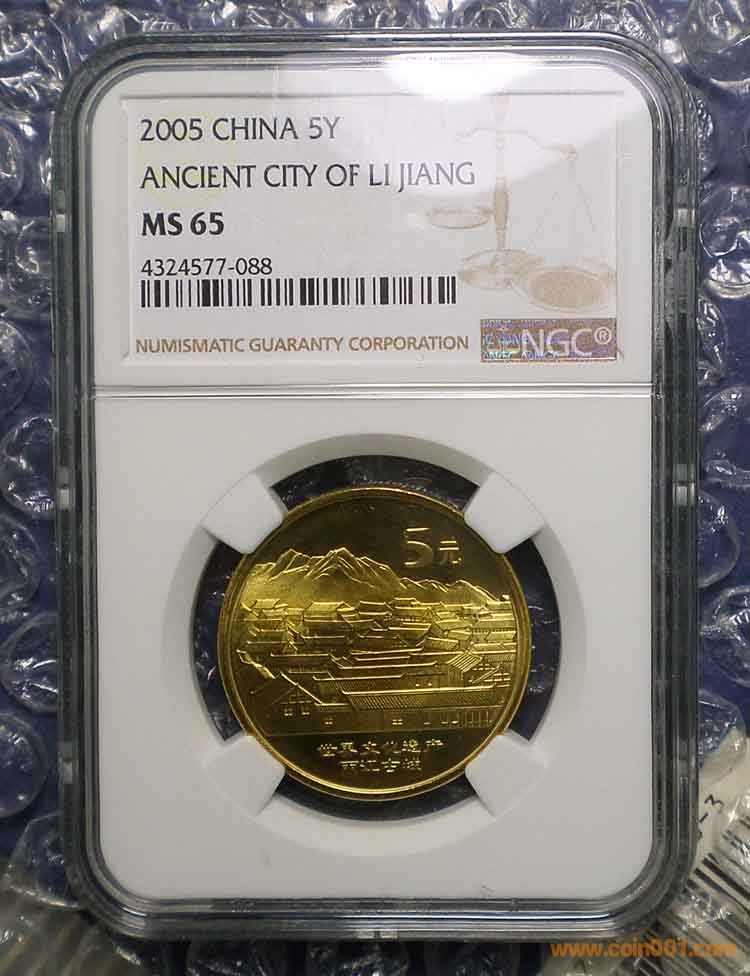 2005 CHINA 5Y
ANCIENT CITY OF LI JIANG
MS 65
4324577-088
NUMISMATIC GUARANTY CORPORATION
NGC®
5元
世界文化遗产
丽江古城
-3
www.coin001.com